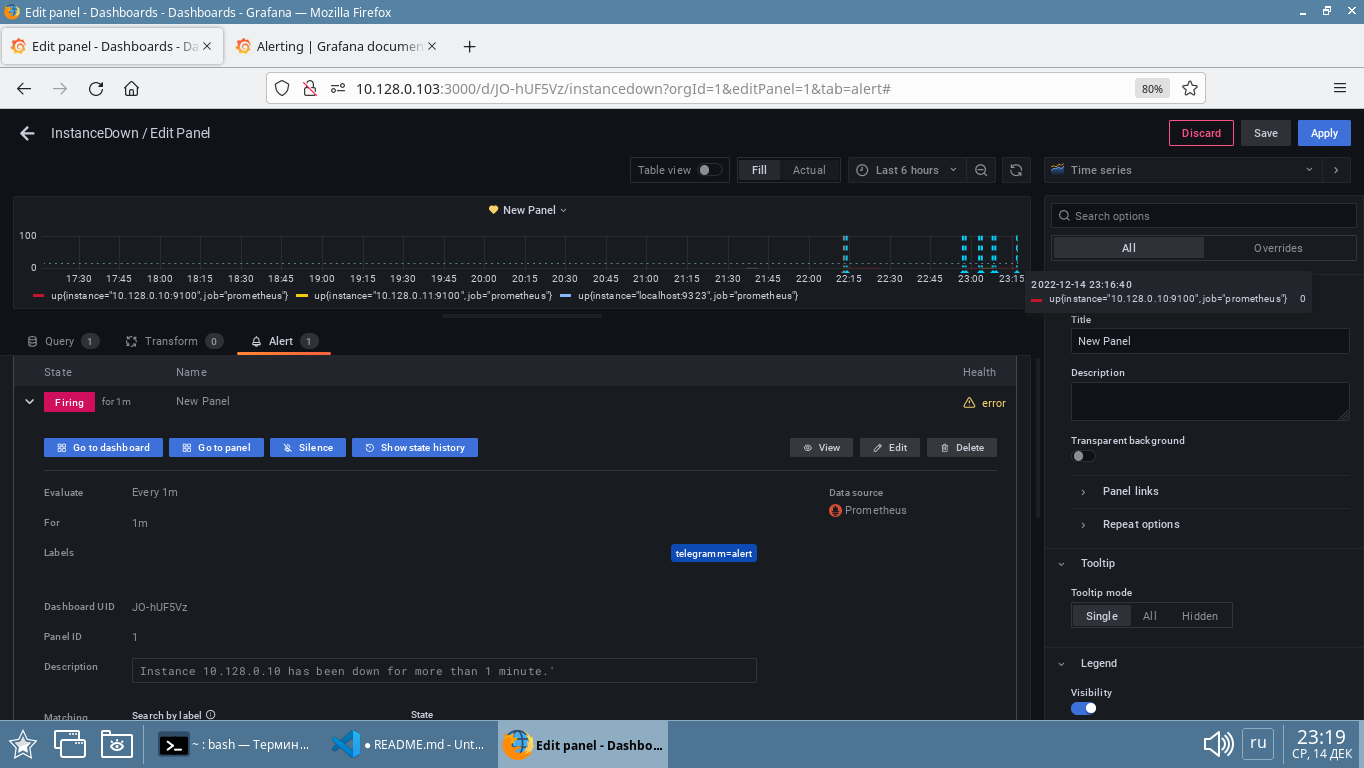 Edit panel - Dashboards - Dashboards - Grafana — Mozilla Firefox
Edit panel - Dashboards - Da
Alerting | Grafana documen
10.128.0.103:3000/d/JO-hUF5Vz/instancedown?orgId=1&editPanel=1&tab=alert#
80%
InstanceDown / Edit Panel
Discard
Save
Apply
Table view
Fill
Actual
Last 6 hours
Time series
New Panel
Search options
All
Overrides
100
0
17:30 17:45 18:00 18:15 18:30 18:45 19:00 19:15 19:30 19:45 20:00 20:15 20:30 20:45 21:00 21:15 21:30 21:45 22:00 22:15 22:30 22:45 23:00 23:15
up{instance="10.128.0.10:9100", job="prometheus"}
up{instance="10.128.0.11:9100", job="prometheus"}
up{instance="localhost:9323", job="prometheus"}
2022-12-14 23:16:40
up{instance="10.128.0.10:9100", job="prometheus"} 0
Title
New Panel
Query 1
Transform 0
Alert 1
Description
State
Name
Health
Firing
for 1m
New Panel
error
Transparent background
Go to dashboard
Go to panel
Silence
Show state history
View
Edit
Delete
Evaluate
Every 1m
Data source
Prometheus
Panel links
For
1m
Repeat options
Labels
telegramm=alert
Tooltip
Tooltip mode
Dashboard UID
JO-hUF5Vz
Single
All
Hidden
Panel ID
1
Description
Instance 10.128.0.10 has been down for more than 1 minute.'
Legend
Visibility
Matching
Search by label
State
~ : bash — Термин...
● README.md - Unt...
Edit panel - Dashbo...
ru
23:19
СР, 14 ДЕК